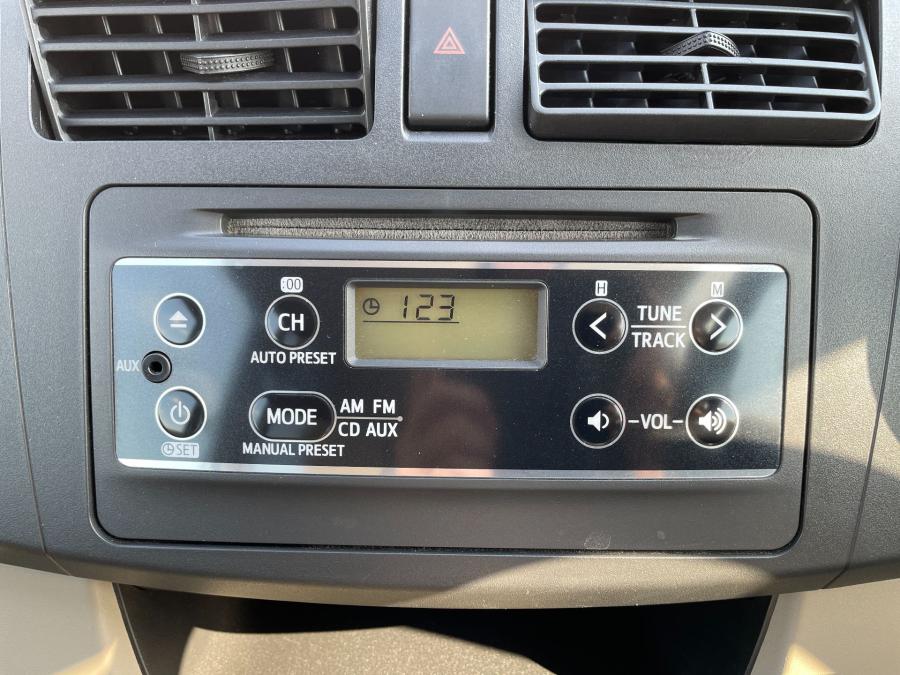 :00
CH
AUTO PRESET
123
H
M
TUNE
TRACK
AUX
SET
MODE
AM FM
CD AUX
MANUAL PRESET
VOL